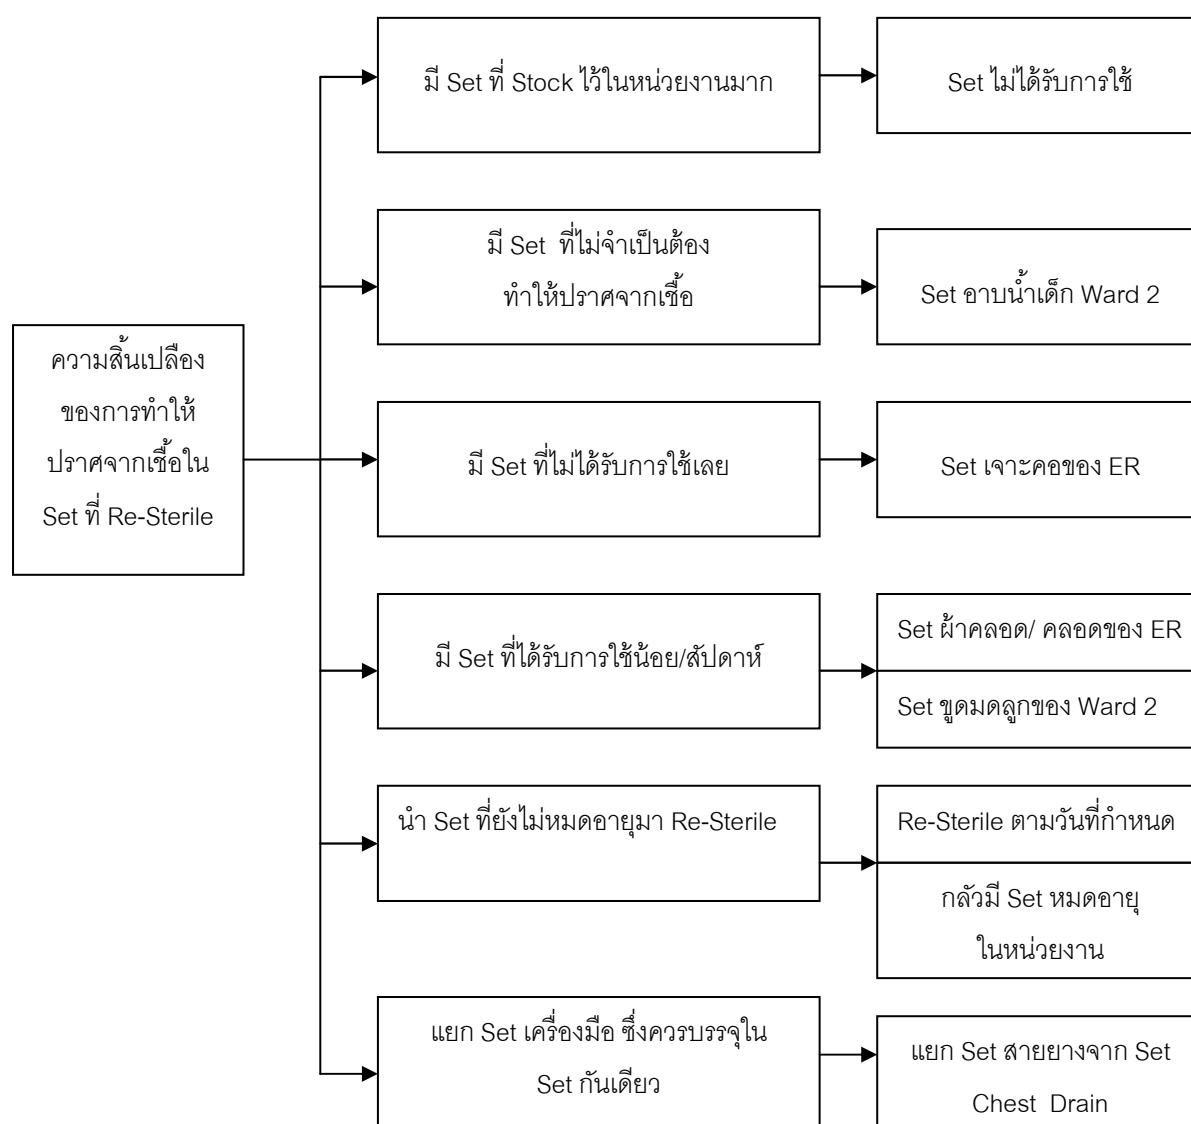 มี Set ที่ Stock ไว้ในหน่วยงานมาก
Set ไม่ได้รับการใช้
มี Set ที่ไม่จำเป็นต้อง
ทำให้ปราศจากเชื้อ
Set อาบน้ำเด็ก Ward 2
ความสิ้นเปลือง
ของการทำให้
ปราศจากเชื้อใน
Set ที่ Re-Sterile
มี Set ที่ไม่ได้รับการใช้เลย
Set เจาะคอของ ER
มี Set ที่ได้รับการใช้น้อย/สัปดาห์
Set ผ้าคลอด/ คลอดของ ER
Set ขูดมดลูกของ Ward 2
นำ Set ที่ยังไม่หมดอายุมา Re-Sterile
Re-Sterile ตามวันที่กำหนด
กลัวมี Set หมดอายุ
ในหน่วยงาน
แยก Set เครื่องมือ ซึ่งควรบรรจุใน
Set กันเดียว
แยก Set สายยางจาก Set
Chest Drain